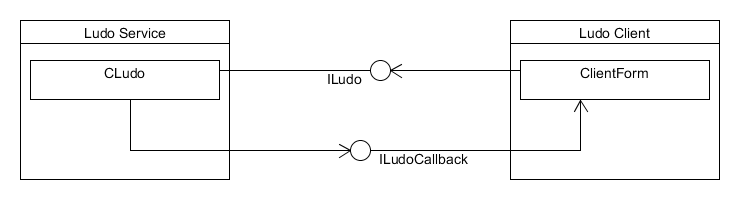 Ludo Service
Ludo Client
CLudo
ClientForm
ILudo
ILudoCallback